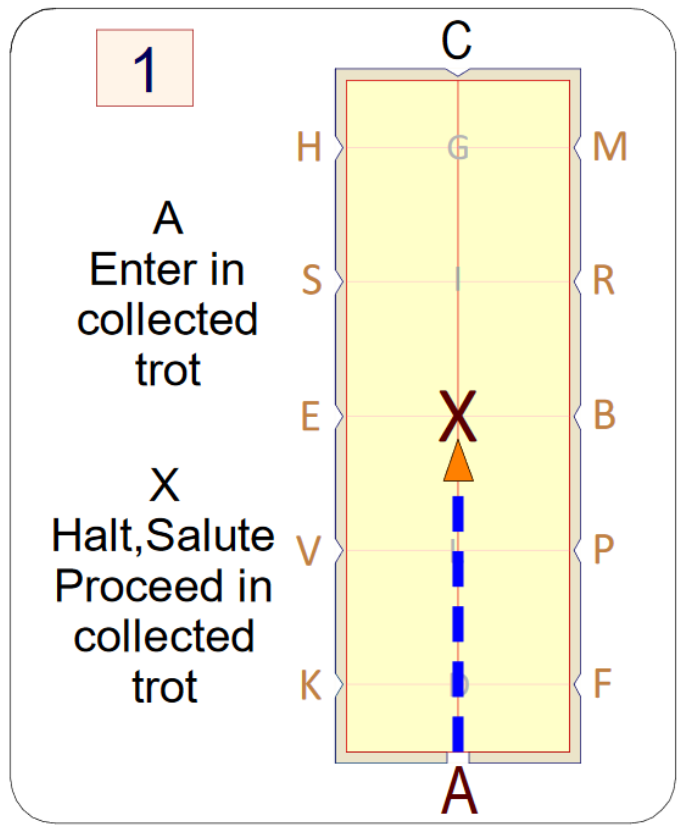 1
C
H G M
A
Enter in
collected
trot
S I R
E X B
X
Halt,Salute
Proceed in
collected
trot
V L P
K D F
A